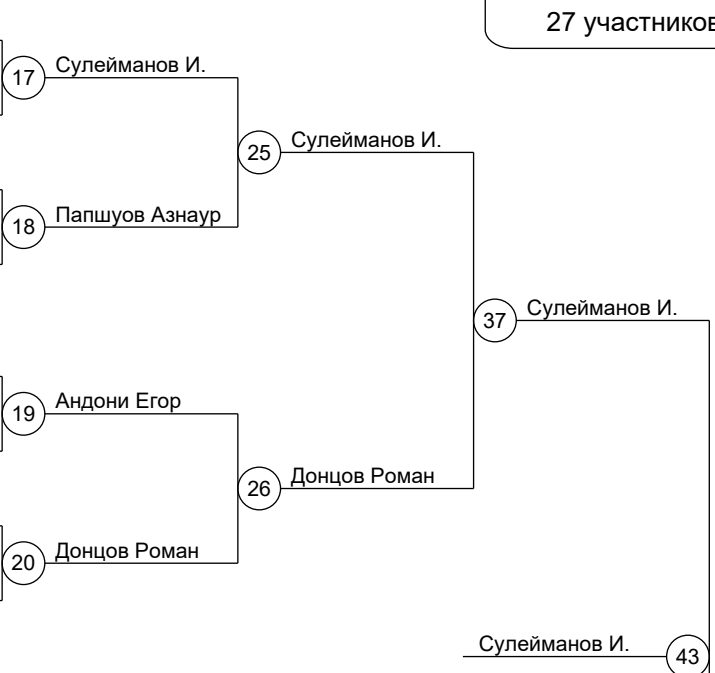 27 участников
17 Сулейманов И.
25 Сулейманов И.
18 Папшуов Азнаур
37 Сулейманов И.
19 Андони Егор
26 Донцов Роман
20 Донцов Роман
Сулейманов И. 43